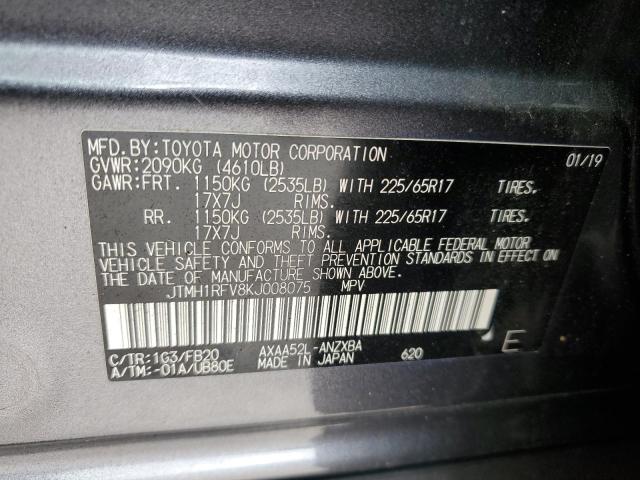 MFD.BY:TOYOTA MOTOR CORPORATION 01/19
GVWR:2090KG (4610LB)
GAWR:FRT. 1150KG (2535LB) WITH 225/65R17 TIRES.
17X7J RIMS.
RR. 1150KG (2535LB) WITH 225/65R17 TIRES.
17X7J RIMS.
THIS VEHICLE CONFORMS TO ALL APPLICABLE FEDERAL MOTOR
VEHICLE SAFETY AND THEFT PREVENTION STANDARDS IN EFFECT ON
THE DATE OF MANUFACTURE SHOWN ABOVE.
JTMH1RFV8KJ008075 MPV
C/TR:1G3/FB20 AXAA52L-ANZXBA 620 E
A/TM:-01A/UB80E MADE IN JAPAN